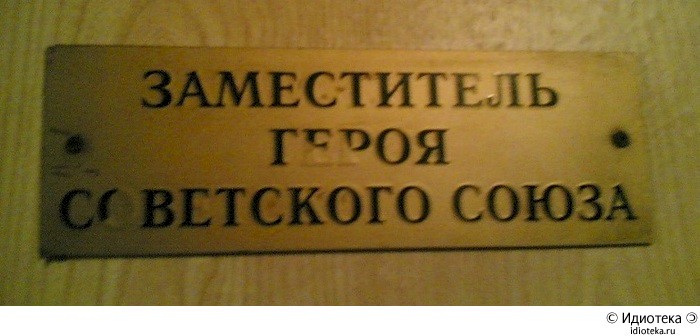 ЗАМЕСТИТЕЛЬ
ГЕРОЯ
СОВЕТСКОГО СОЮЗА
© Идиотека
idioteka.ru